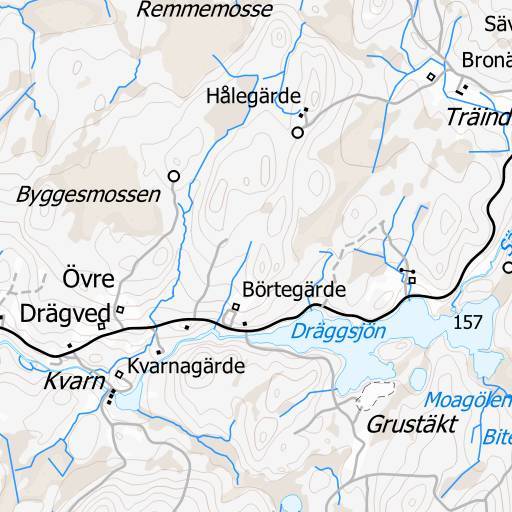 Remmemosse
Säv
Bronä
Hålegärde
Träind
Byggesmossen
Övre
Drägved
Börtegärde
Dräggsjön
157
Kvarn
Kvarnagärde
Moagölen
Grustäkt
Bite